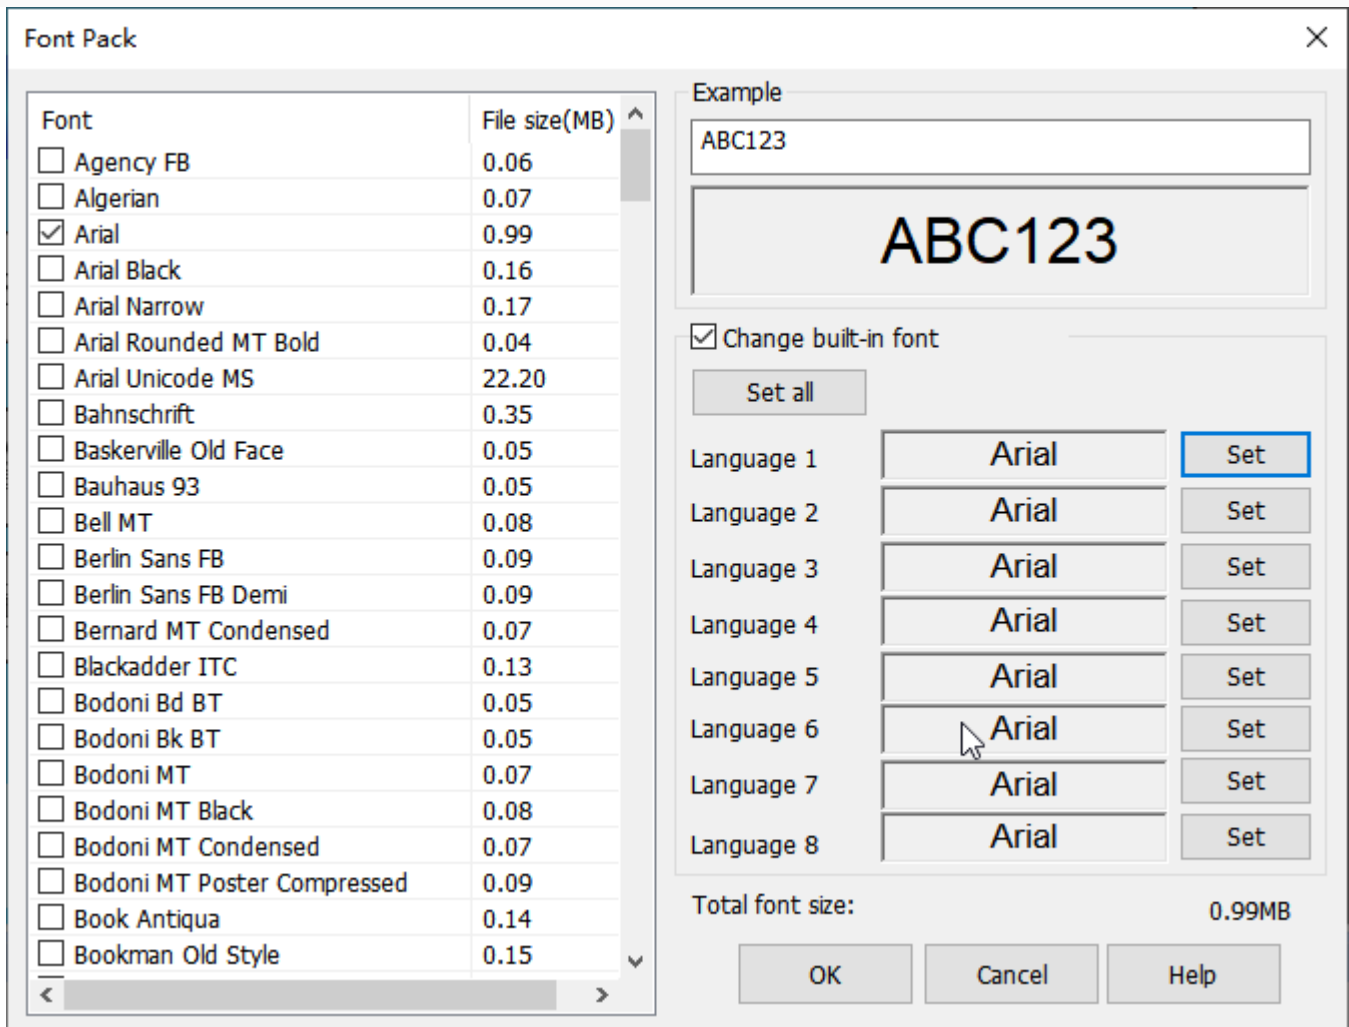 Font Pack
Font File size(MB)
Agency FB 0.06
Algerian 0.07
Arial 0.99
Arial Black 0.16
Arial Narrow 0.17
Arial Rounded MT Bold 0.04
Arial Unicode MS 22.20
Bahnschrift 0.35
Baskerville Old Face 0.05
Bauhaus 93 0.05
Bell MT 0.08
Berlin Sans FB 0.09
Berlin Sans FB Demi 0.09
Bernard MT Condensed 0.07
Blackadder ITC 0.13
Bodoni Bd BT 0.05
Bodoni Bk BT 0.05
Bodoni MT 0.07
Bodoni MT Black 0.08
Bodoni MT Condensed 0.07
Bodoni MT Poster Compressed 0.09
Book Antiqua 0.14
Bookman Old Style 0.15
Example
ABC123
ABC123
Change built-in font
Set all
Language 1 Arial Set
Language 2 Arial Set
Language 3 Arial Set
Language 4 Arial Set
Language 5 Arial Set
Language 6 Arial Set
Language 7 Arial Set
Language 8 Arial Set
Total font size: 0.99MB
OK Cancel Help